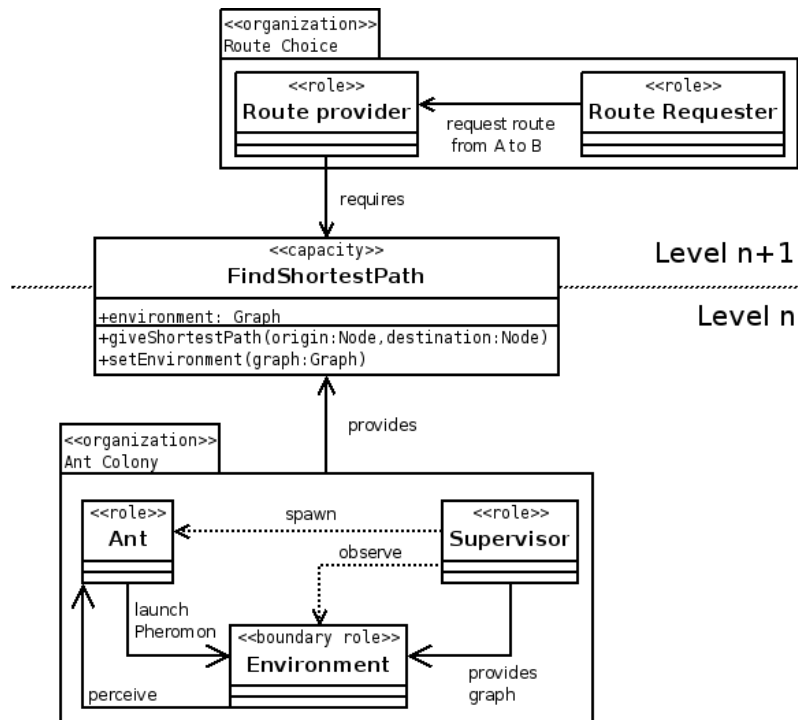 <<organization>>
Route Choice
<<role>>
Route provider
<<role>>
Route Requester
request route
from A to B
requires
<<capacity>>
FindShortestPath
Level n+1
+environment: Graph
+giveShortestPath(origin:Node,destination:Node)
+setEnvironment(graph:Graph)
Level n
provides
<<organization>>
Ant Colony
<<role>>
Ant
spawn
<<role>>
Supervisor
observe
launch
Pheromon
<<boundary role>>
Environment
perceive
provides
graph